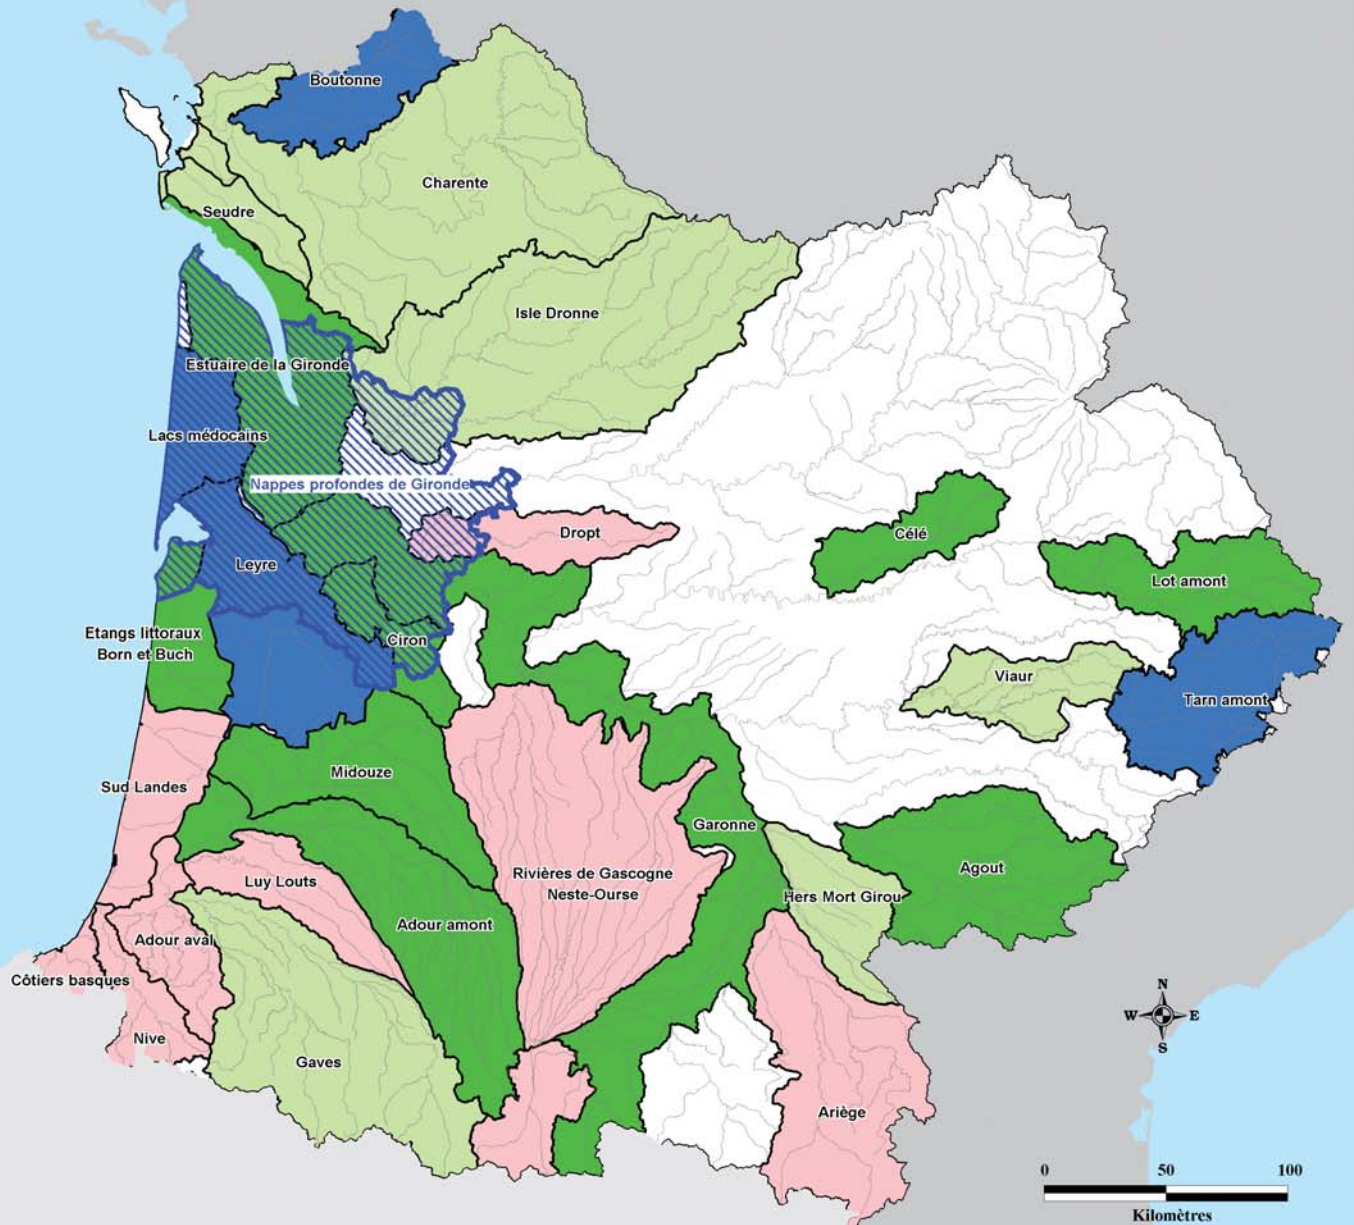 Boutonne
Charente
Seudre
Isle Dronne
Estuaire de la Gironde
Lacs médocains
Nappes profondes de Gironde
Dropt
Célé
Leyre
Lot amont
Etangs littoraux
Born et Buch
Ciron
Viaur
Tarn amont
Midouze
Sud Landes
Garonne
Rivières de Gascogne
Neste-Ourse
Agout
Luy Louts
Hers Mort Girou
Adour amont
Adour aval
Côtiers basques
N
W E
S
Nive
Gaves
Ariège
0 50 100
Kilomètres